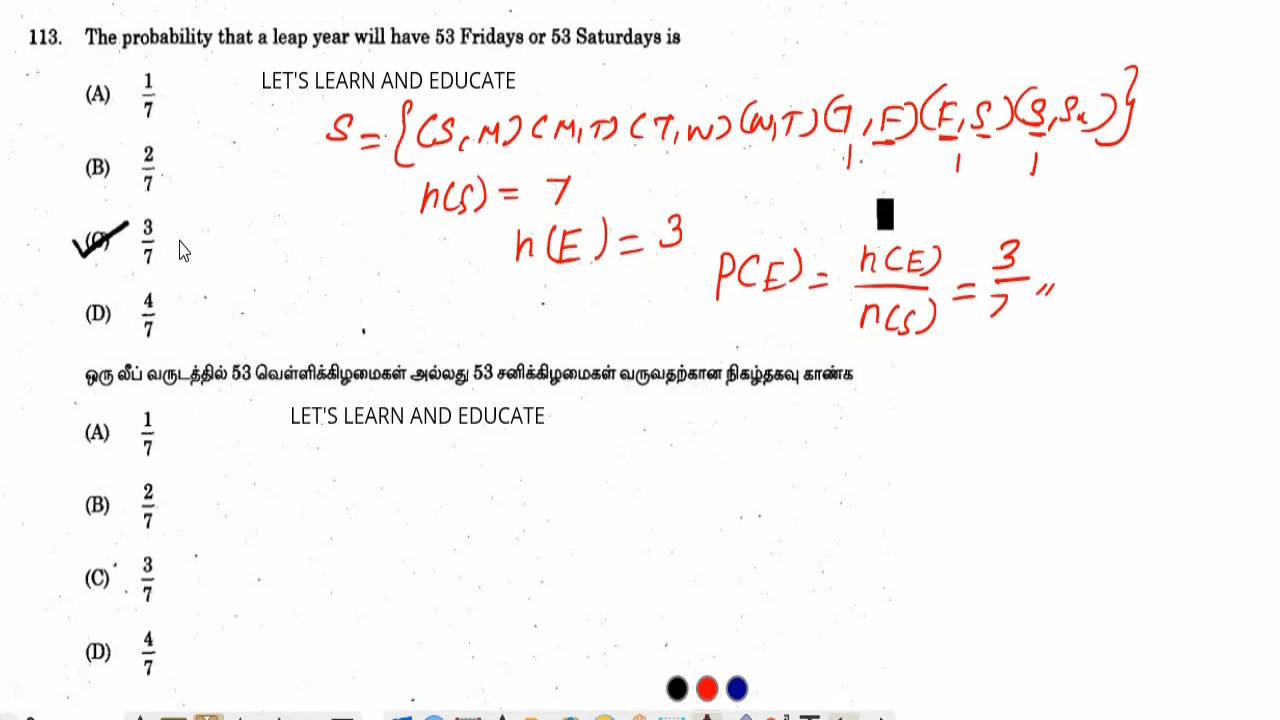 113. The probability that a leap year will have 53 Fridays or 53 Saturdays is
LET'S LEARN AND EDUCATE
(A) 1/7
S = {(S, M) (M, T) (T, W) (W, T) (T, F) (F, S) (S, Su)}
1 1 1
(B) 2/7
n(S) = 7
(C) 3/7
n(E) = 3
P(E) = n(E)/n(S) = 3/7 "
(D) 4/7
ஒரு லீப் வருடத்தில் 53 வெள்ளிக்கிழமைகள் அல்லது 53 சனிக்கிழமைகள் வருவதற்கான நிகழ்தகவு காண்க
LET'S LEARN AND EDUCATE
(A) 1/7
(B) 2/7
(C) 3/7
(D) 4/7